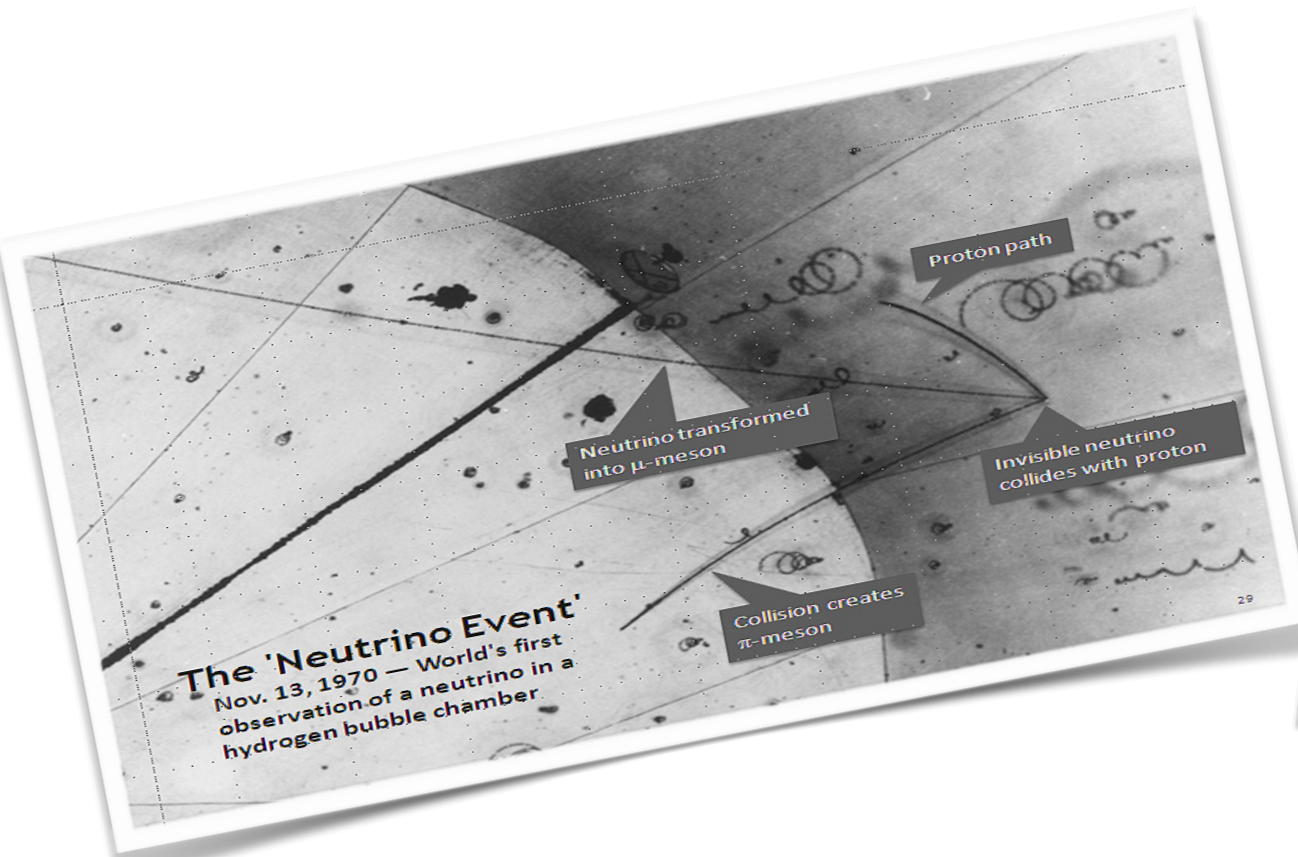 Proton path
Neutrino transformed
into μ-meson
Invisible neutrino
collides with proton
Collision creates
π-meson
The 'Neutrino Event'
Nov. 13, 1970 — World's first
observation of a neutrino in a
hydrogen bubble chamber
29